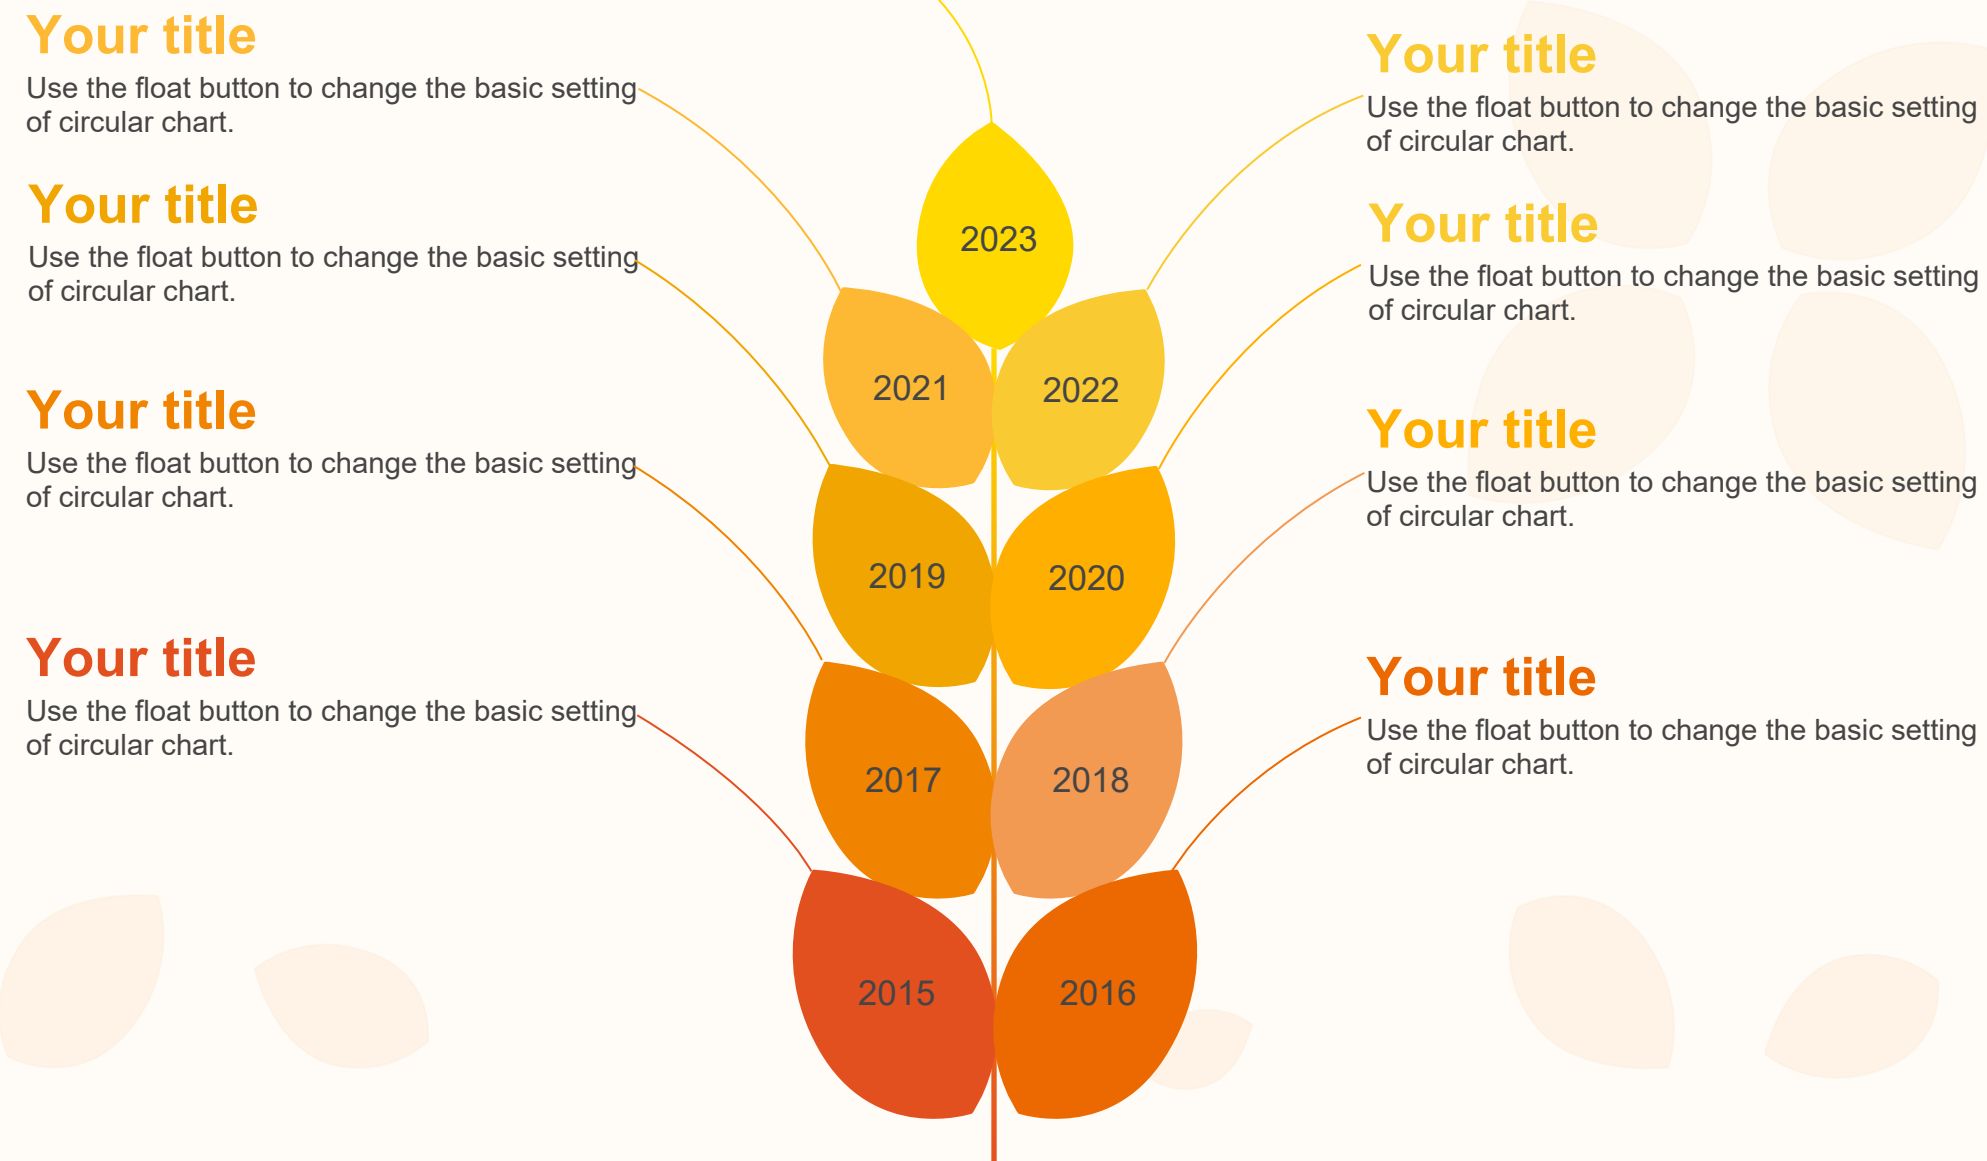 Your title
Use the float button to change the basic setting
of circular chart.
Your title
Use the float button to change the basic setting
of circular chart.
Your title
Use the float button to change the basic setting
of circular chart.
Your title
Use the float button to change the basic setting
of circular chart.
2023
2021
2022
2019
2020
2017
2018
2015
2016
Your title
Use the float button to change the basic setting
of circular chart.
Your title
Use the float button to change the basic setting
of circular chart.
Your title
Use the float button to change the basic setting
of circular chart.
Your title
Use the float button to change the basic setting
of circular chart.